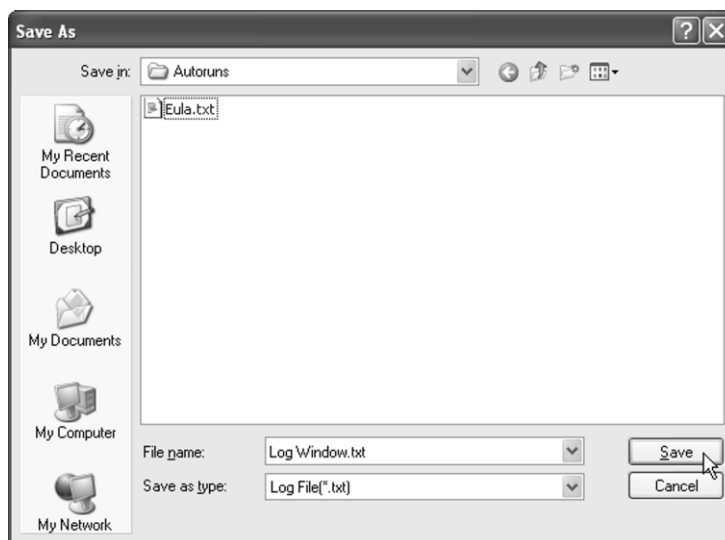 Save As
Save in:
Autoruns
Eula.txt
My Recent
Documents
Desktop
My Documents
My Computer
My Network
File name:
Log Window.txt
Save
Save as type:
Log File(*.txt)
Cancel